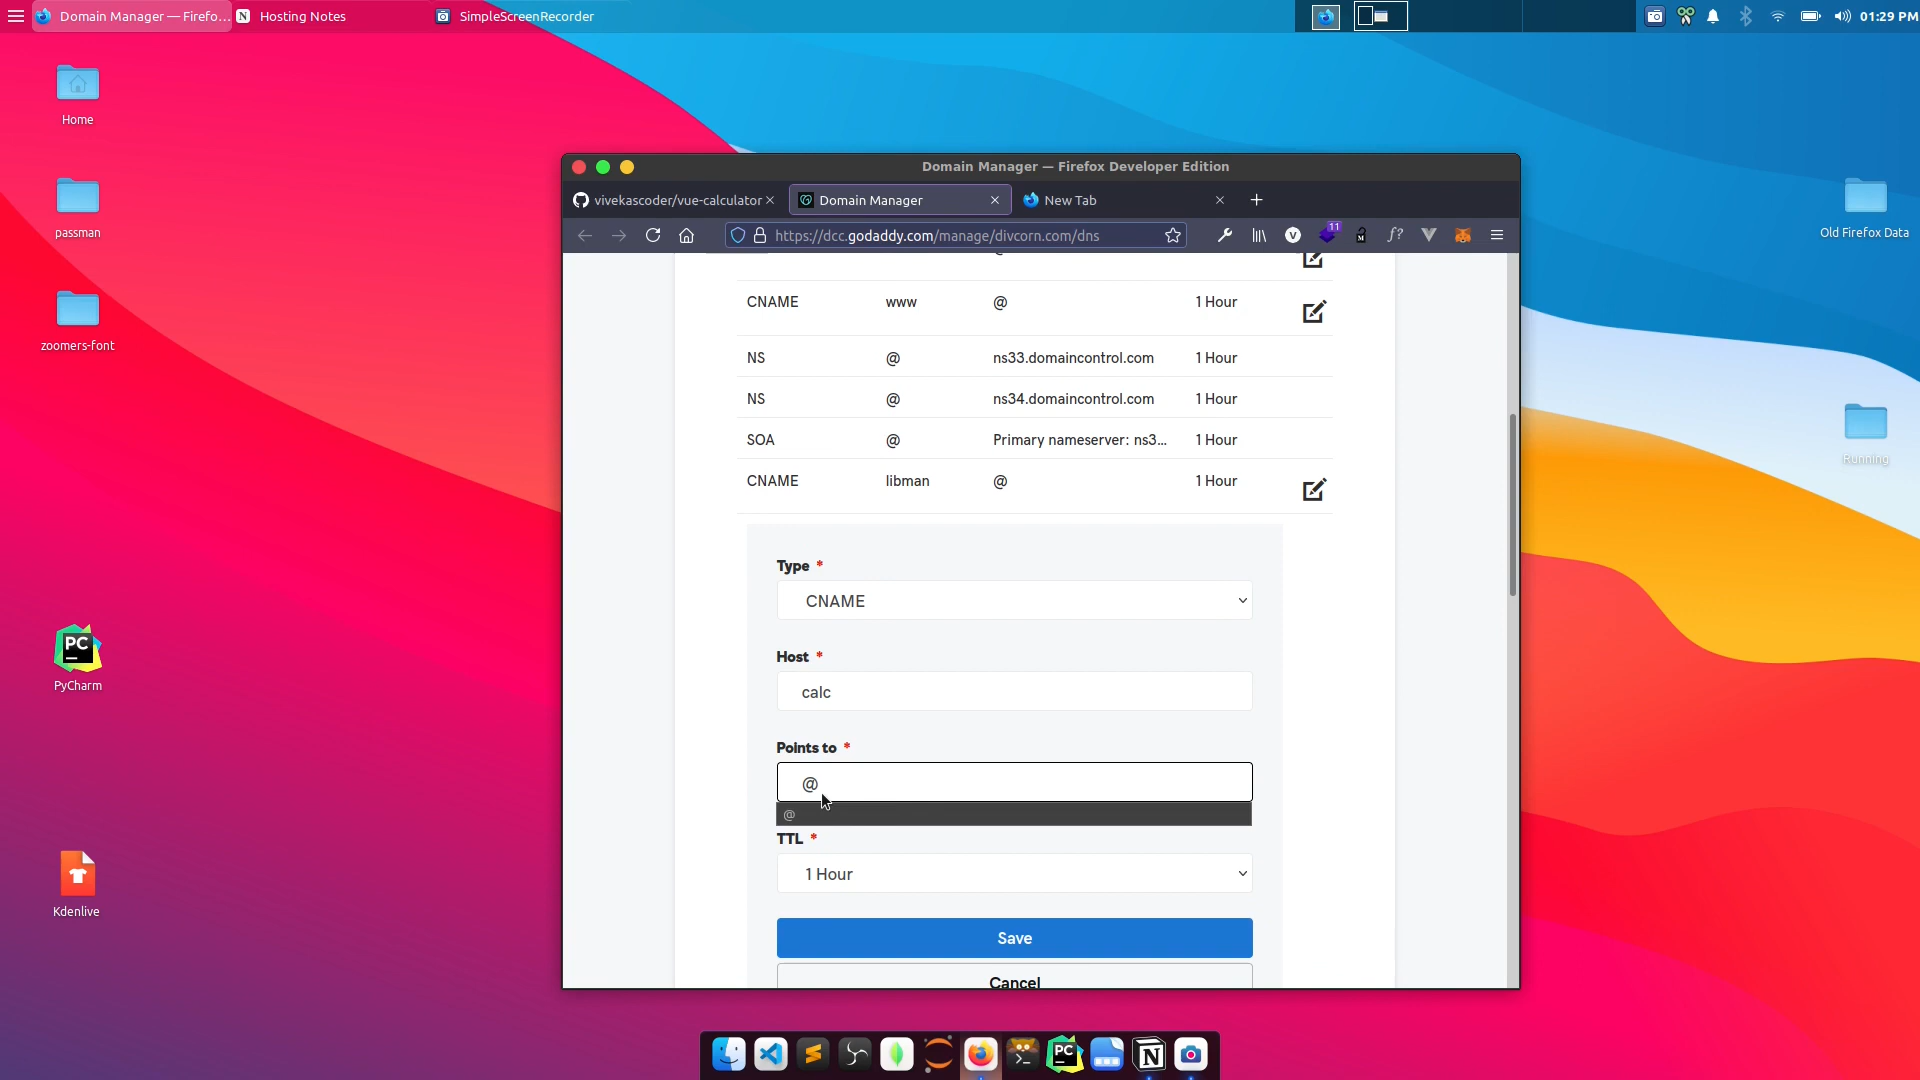 Domain Manager — Firefo...
Hosting Notes
SimpleScreenRecorder
01:29 PM
Home
passman
zoomers-font
PyCharm
Kdenlive
Old Firefox Data
Running
Domain Manager — Firefox Developer Edition
vivekascoder/vue-calculator
Domain Manager
New Tab
https://dcc.godaddy.com/manage/divcorn.com/dns
11
CNAME www @ 1 Hour
NS @ ns33.domaincontrol.com 1 Hour
NS @ ns34.domaincontrol.com 1 Hour
SOA @ Primary nameserver: ns3... 1 Hour
CNAME libman @ 1 Hour
Type *
CNAME
Host *
calc
Points to *
@
@
TTL *
1 Hour
Save
Cancel